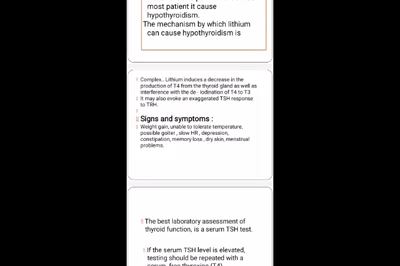 most patient it cause
hypothyroidism.
The mechanism by which lithium
can cause hypothyroidism is
Complex,. Lithium induces a decrease in the
production of T4 from the thyroid gland as well as
interference with the de - iodination of T4 to T3
It may also evoke an exaggerated TSH response
to TRH.
Signs and symptoms :
Weight gain, unable to tolerate temperature,
possible goiter , slow HR , depression,
constipation, memory loss , dry skin, menstrual
problems.
The best laboratory assessment of
thyroid function, is a serum TSH test.
If the serum TSH level is elevated,
testing should be repeated with a